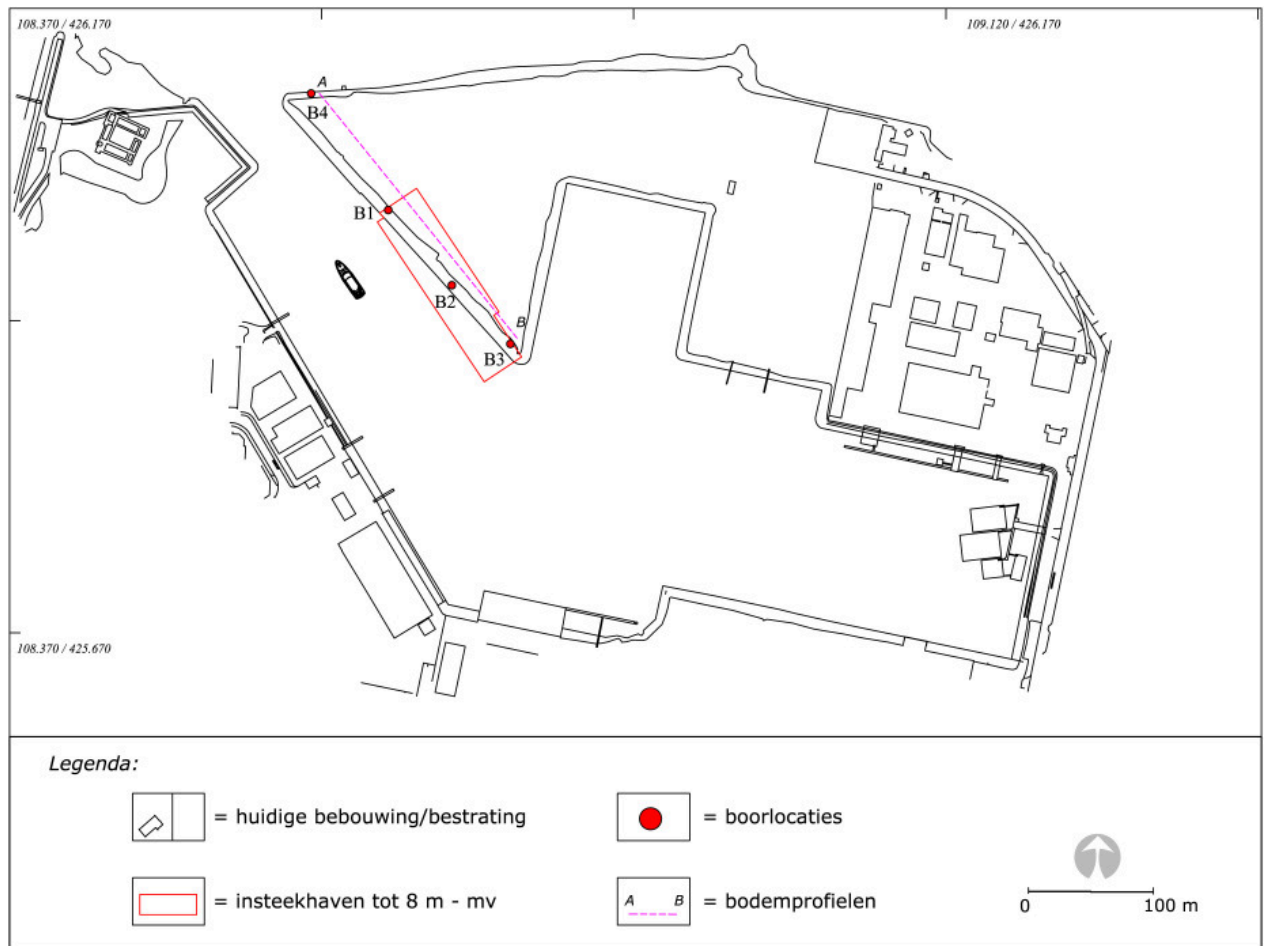 108.370 / 426.170
109.120 / 426.170
A
B4
B1
B2
B
B3
108.370 / 425.670
Legenda:
= huidige bebouwing/bestrating
= boorlocaties
= insteekhaven tot 8 m - mv
A B
= bodemprofielen
0 100 m